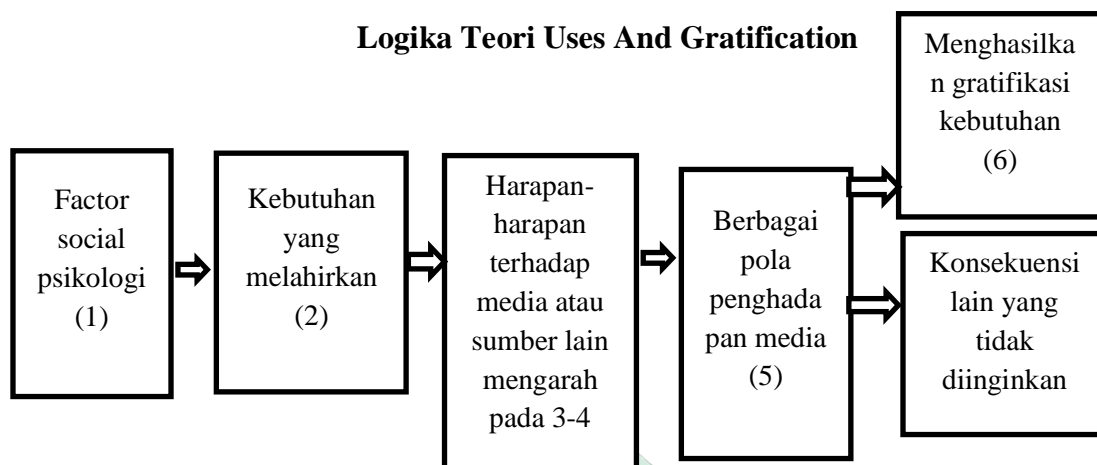 Logika Teori Uses And Gratification
Factor
social
psikologi
(1)
Kebutuhan
yang
melahirkan
(2)
Harapan-
harapan
terhadap
media atau
sumber lain
mengarah
pada 3-4
Berbagai
pola
penghada
pan media
(5)
Menghasilka
n gratifikasi
kebutuhan
(6)
Konsekuensi
lain yang
tidak
diinginkan